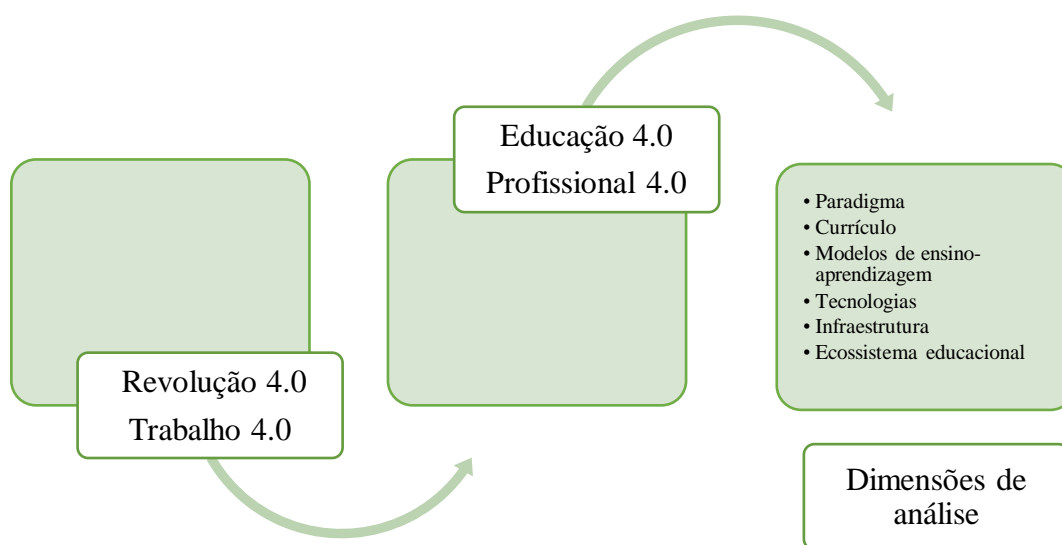 Revolução 4.0
Trabalho 4.0
Educação 4.0
Profissional 4.0
• Paradigma
• Currículo
• Modelos de ensino-
aprendizagem
• Tecnologias
• Infraestrutura
• Ecossistema educacional
Dimensões de
análise